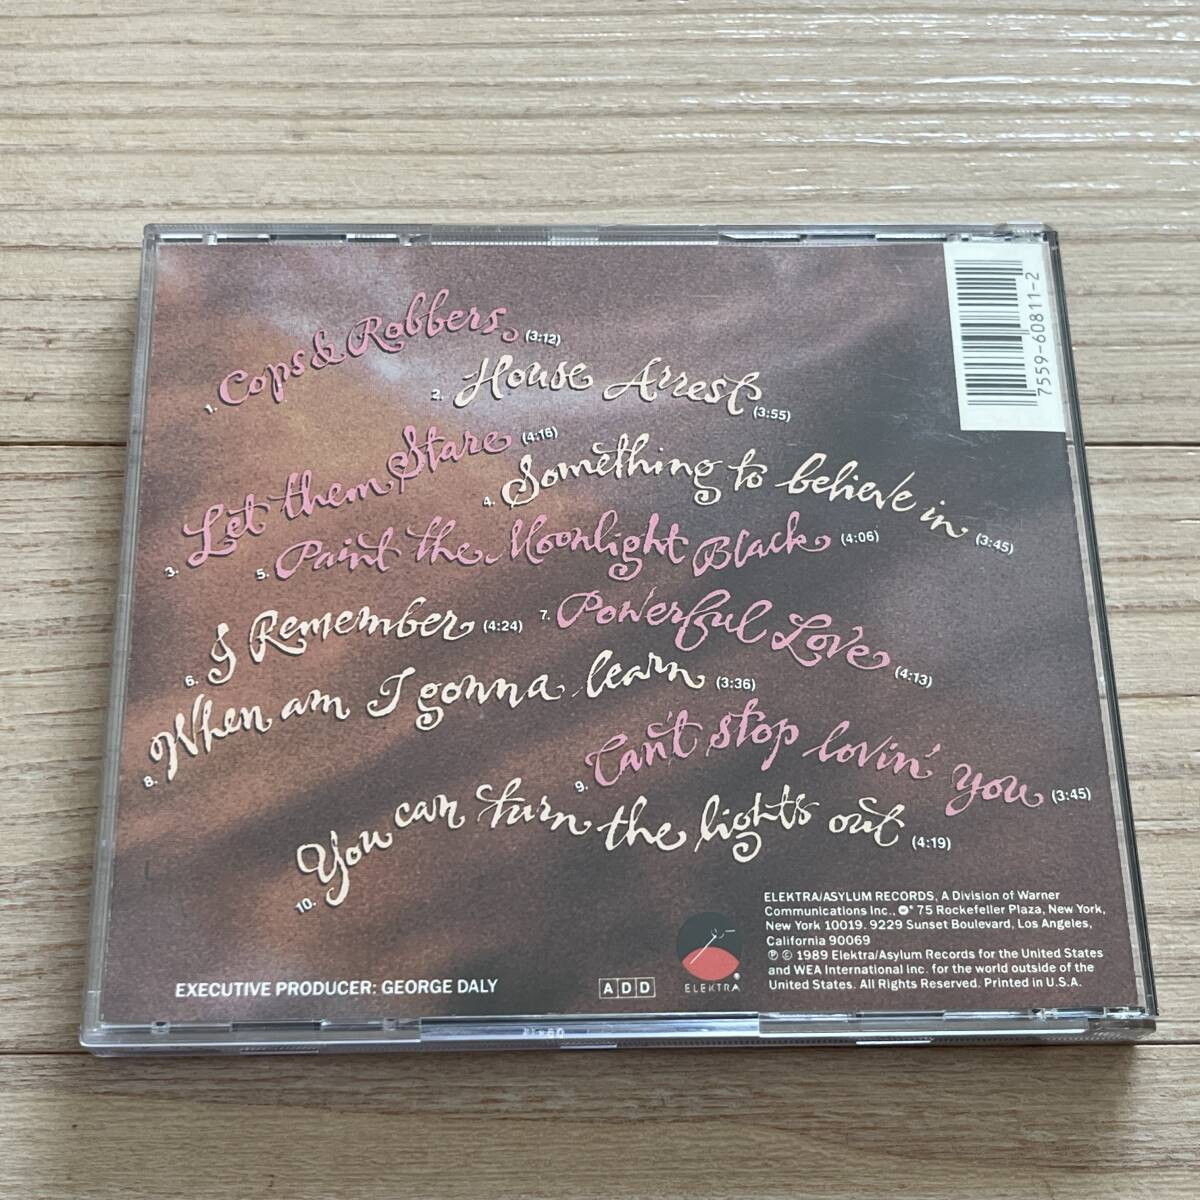 1. Cops & Robbers (3:12)
2. House Arrest (3:55)
3. Let them Stare (4:16)
4. Something to believe in (3:45)
5. Paint the Moonlight Black (4:06)
6. I Remember (4:24)
7. Powerful Love (4:13)
8. When am I gonna learn (3:36)
9. Can't stop lovin' you (3:45)
10. You can turn the lights out (4:19)
7559-60811-2
EXECUTIVE PRODUCER: GEORGE DALY
ADD
ELEKTRA
ELEKTRA/ASYLUM RECORDS, A Division of Warner
Communications Inc., 75 Rockefeller Plaza, New York,
New York 10019. 9229 Sunset Boulevard, Los Angeles,
California 90069
℗ © 1989 Elektra/Asylum Records for the United States
and WEA International Inc. for the world outside of the
United States. All Rights Reserved. Printed in U.S.A.